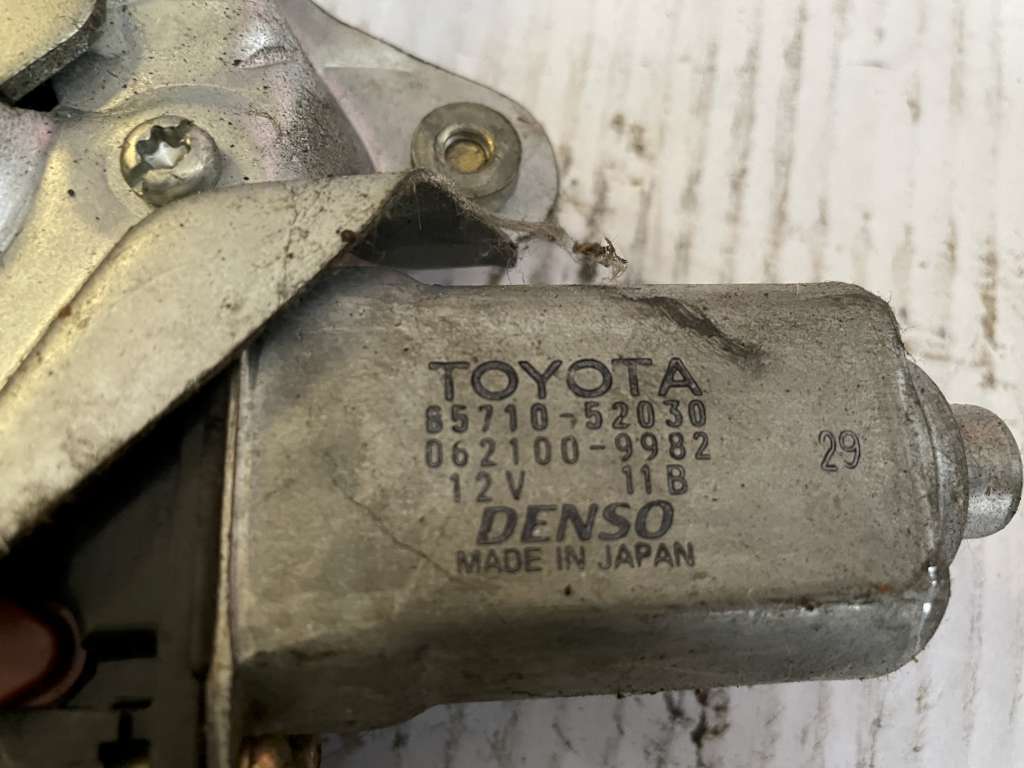 TOYOTA
85710-52030
062100-9982
12V 11B
29
DENSO
MADE IN JAPAN